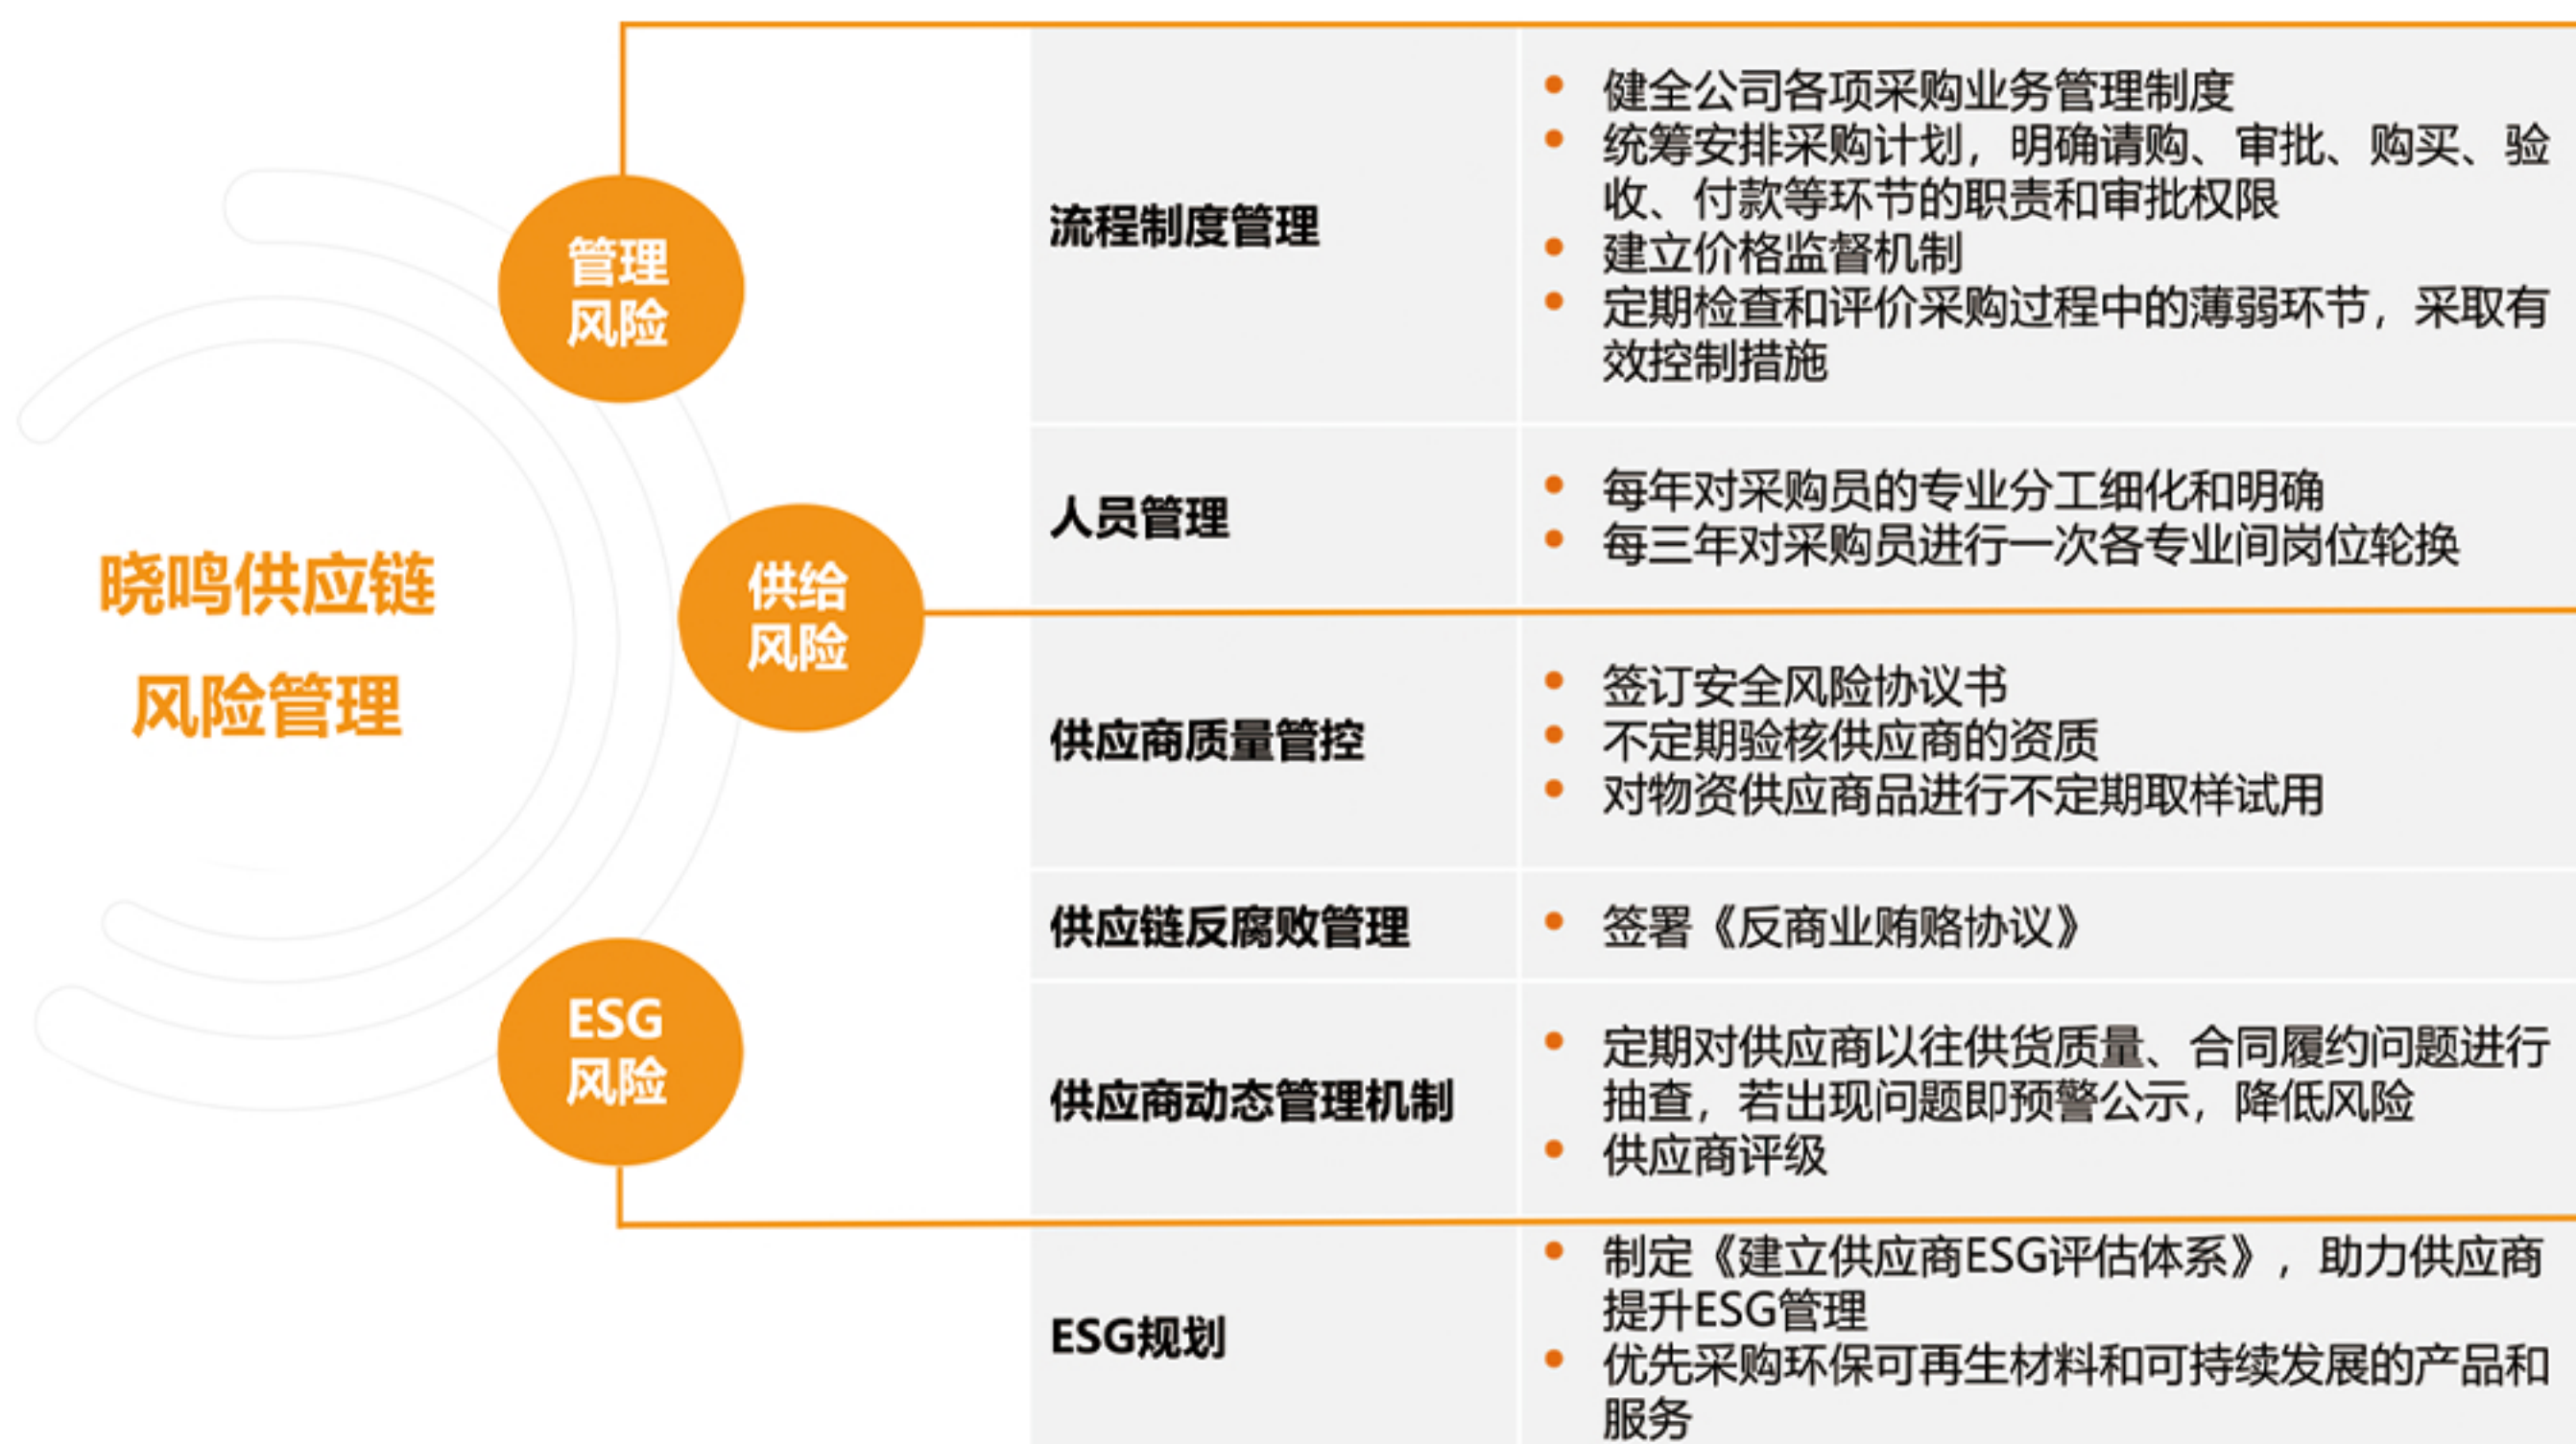 晓鸣供应链
风险管理
管理
风险
流程制度管理
健全公司各项采购业务管理制度
统筹安排采购计划，明确请购、审批、购买、验
收、付款等环节的职责和审批权限
建立价格监督机制
定期检查和评价采购过程中的薄弱环节，采取有
效控制措施
人员管理
每年对采购员的专业分工细化和明确
每三年对采购员进行一次各专业间岗位轮换
供给
风险
供应商质量管控
签订安全风险协议书
不定期验核供应商的资质
对物资供应商品进行不定期取样试用
供应链反腐败管理
签署《反商业贿赂协议》
供应商动态管理机制
定期对供应商以往供货质量、合同履约问题进行
抽查，若出现问题即预警公示，降低风险
供应商评级
ESG
风险
ESG规划
制定《建立供应商ESG评估体系》，助力供应商
提升ESG管理
优先采购环保可再生材料和可持续发展的产品和
服务